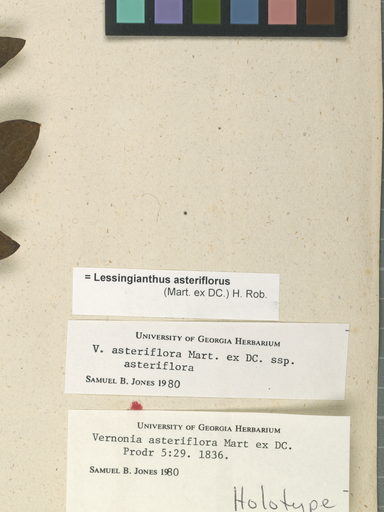 = Lessingianthus asteriflorus
(Mart. ex DC.) H. Rob.
UNIVERSITY OF GEORGIA HERBARIUM
V. asteriflora Mart. ex DC. ssp.
asteriflora
SAMUEL B. JONES 1980
UNIVERSITY OF GEORGIA HERBARIUM
Vernonia asteriflora Mart ex DC.
Prodr 5:29. 1836.
SAMUEL B. JONES 1980
Holotype